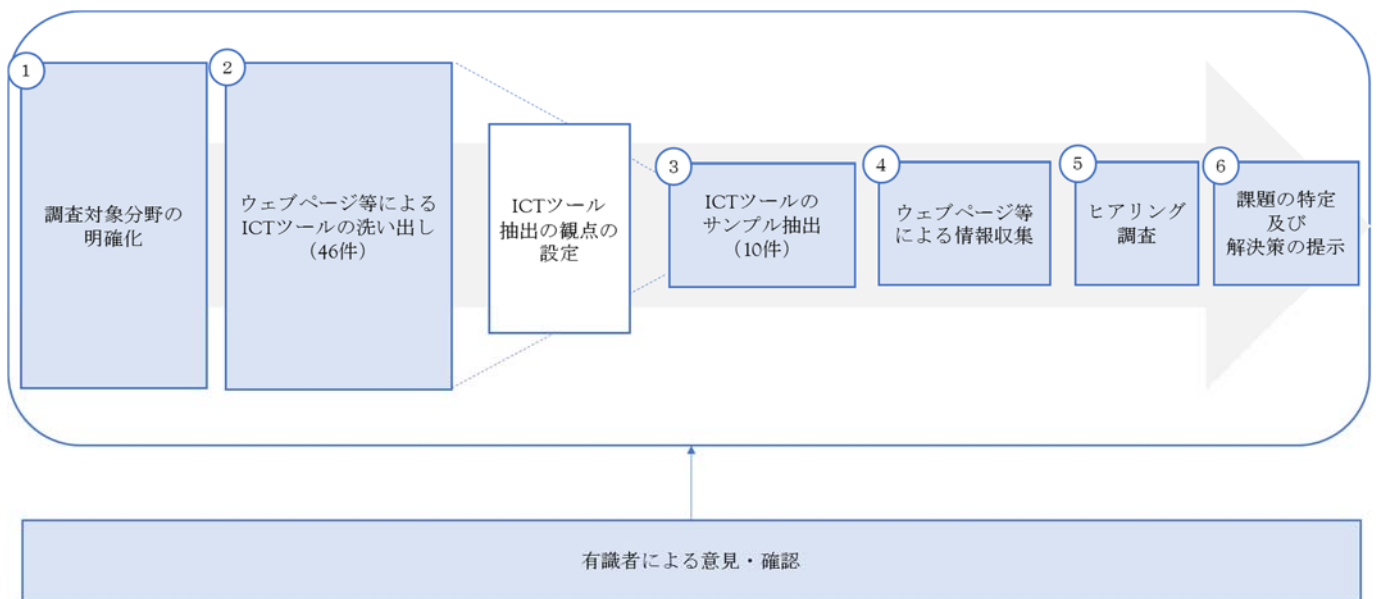 1
調査対象分野の
明確化
2
ウェブページ等による
ICTツールの洗い出し
（46件）
ICTツール
抽出の観点の
設定
3
ICTツールの
サンプル抽出
（10件）
4
ウェブページ等
による情報収集
5
ヒアリング
調査
6
課題の特定
及び
解決策の提示
有識者による意見・確認